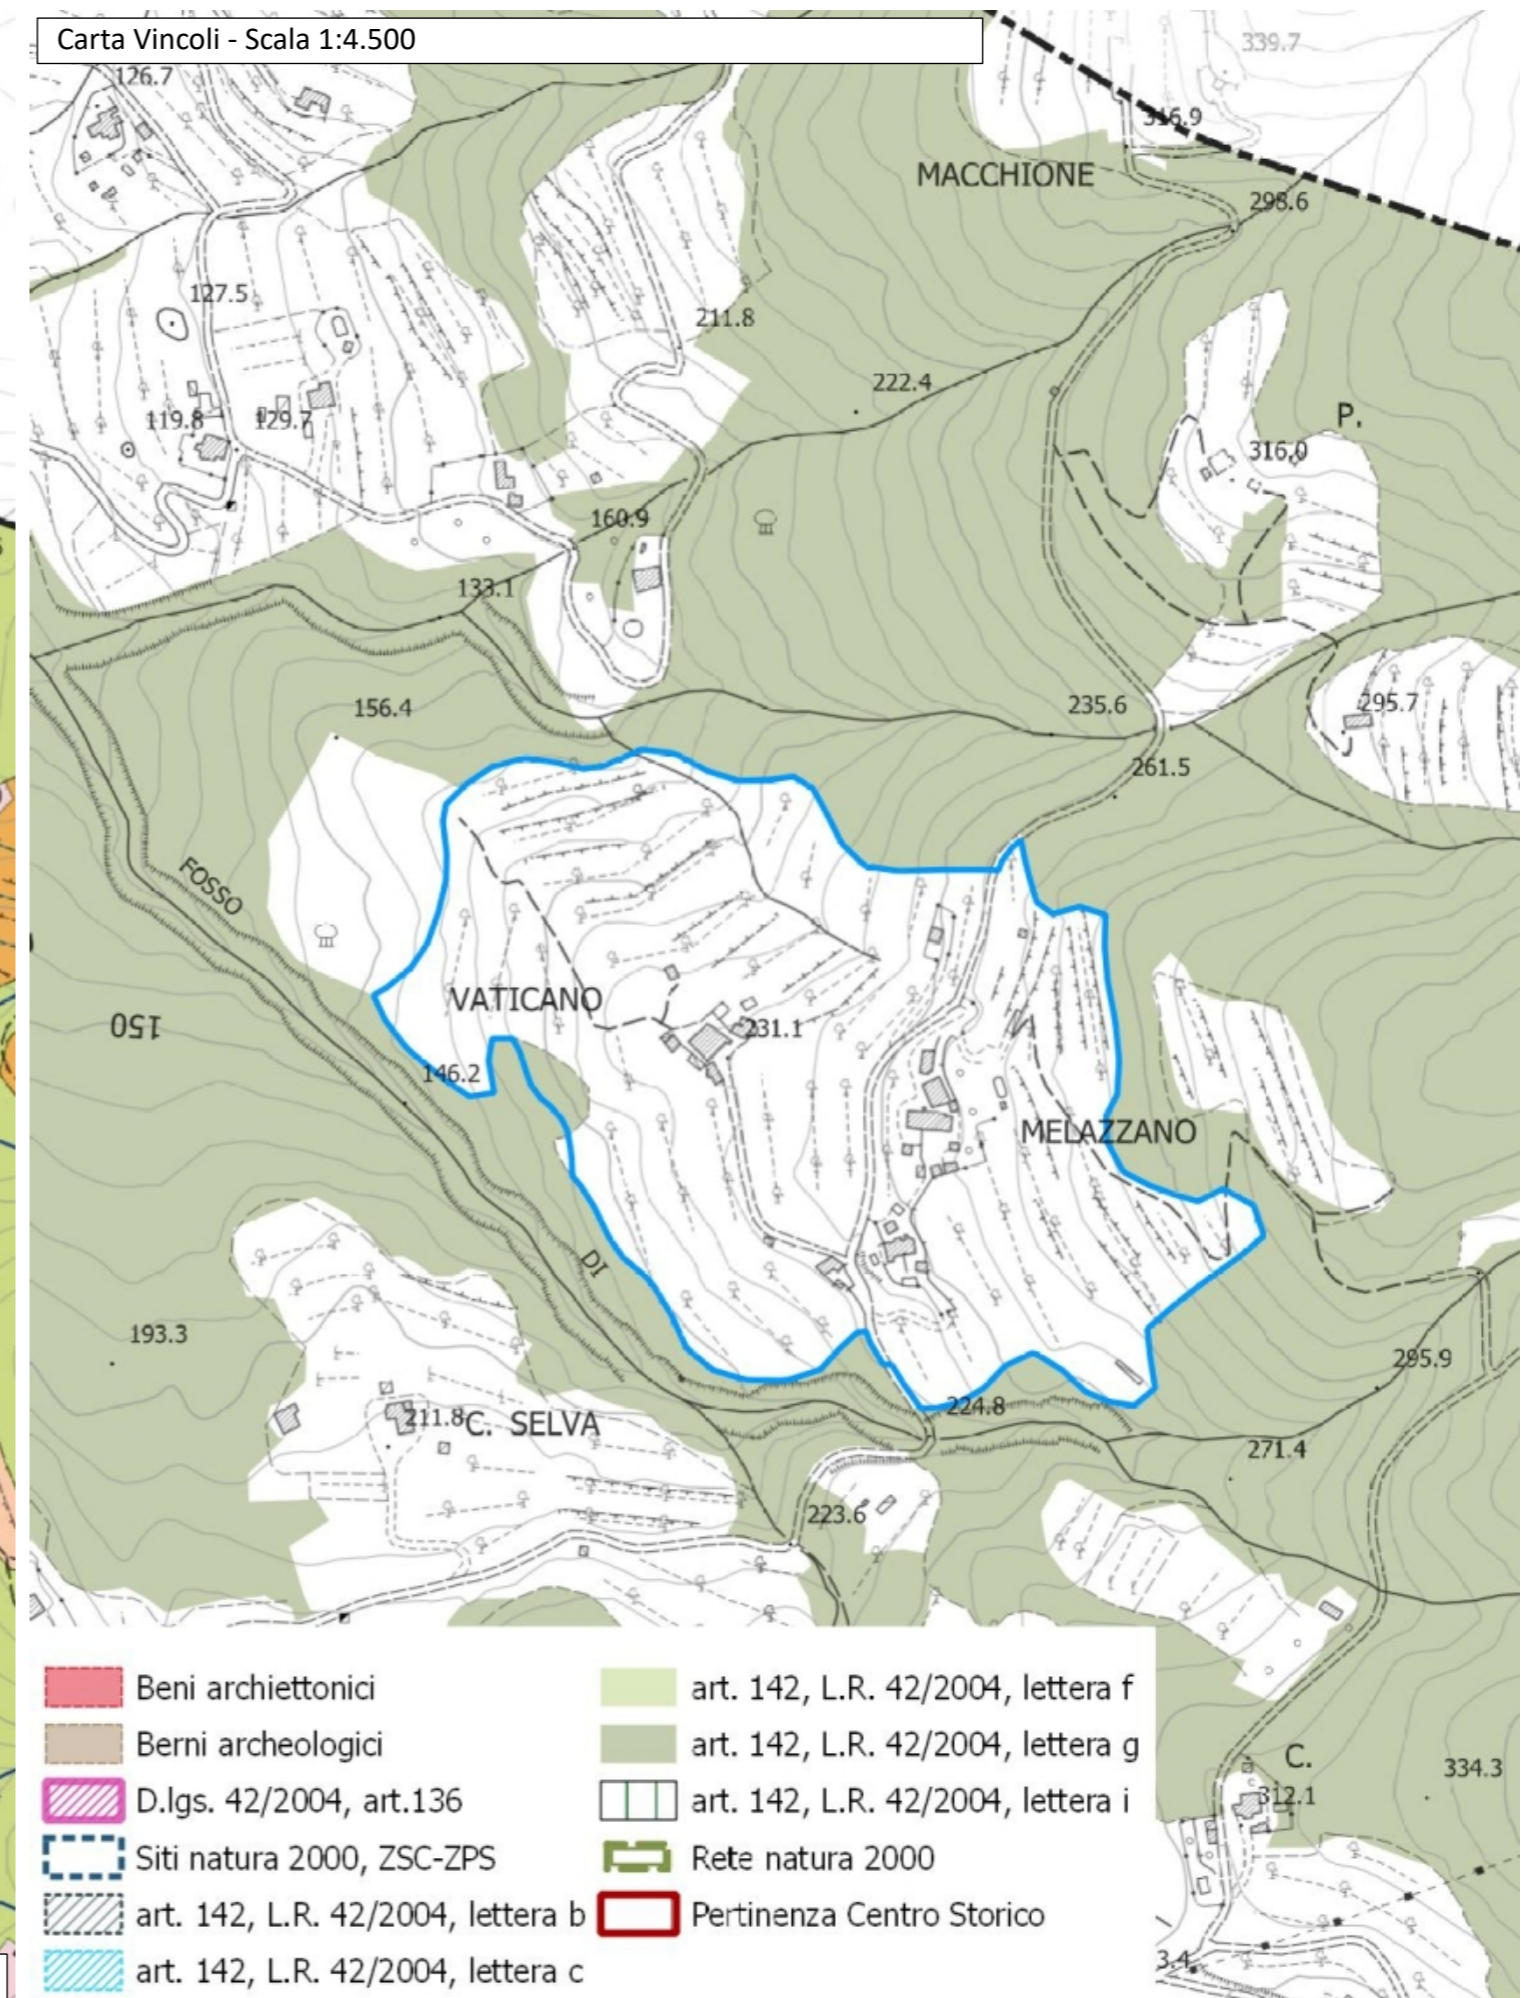 Carta Vincoli - Scala 1:4.500
339.7
126.7
316.9
MACCHIONE
298.6
127.5
211.8
222.4
P.
119.8
129.7
316.0
160.9
133.1
156.4
235.6
295.7
261.5
FOSSO
VATICANO
150
231.1
146.2
MELAZZANO
DI
193.3
295.9
224.8
211.8
C. SELVA
271.4
223.6
Beni archiettonici
Berni archeologici
D.lgs. 42/2004, art.136
Siti natura 2000, ZSC-ZPS
art. 142, L.R. 42/2004, lettera b
art. 142, L.R. 42/2004, lettera c
art. 142, L.R. 42/2004, lettera f
art. 142, L.R. 42/2004, lettera g
art. 142, L.R. 42/2004, lettera i
Rete natura 2000
Pertinenza Centro Storico
C.
334.3
312.1
3.4